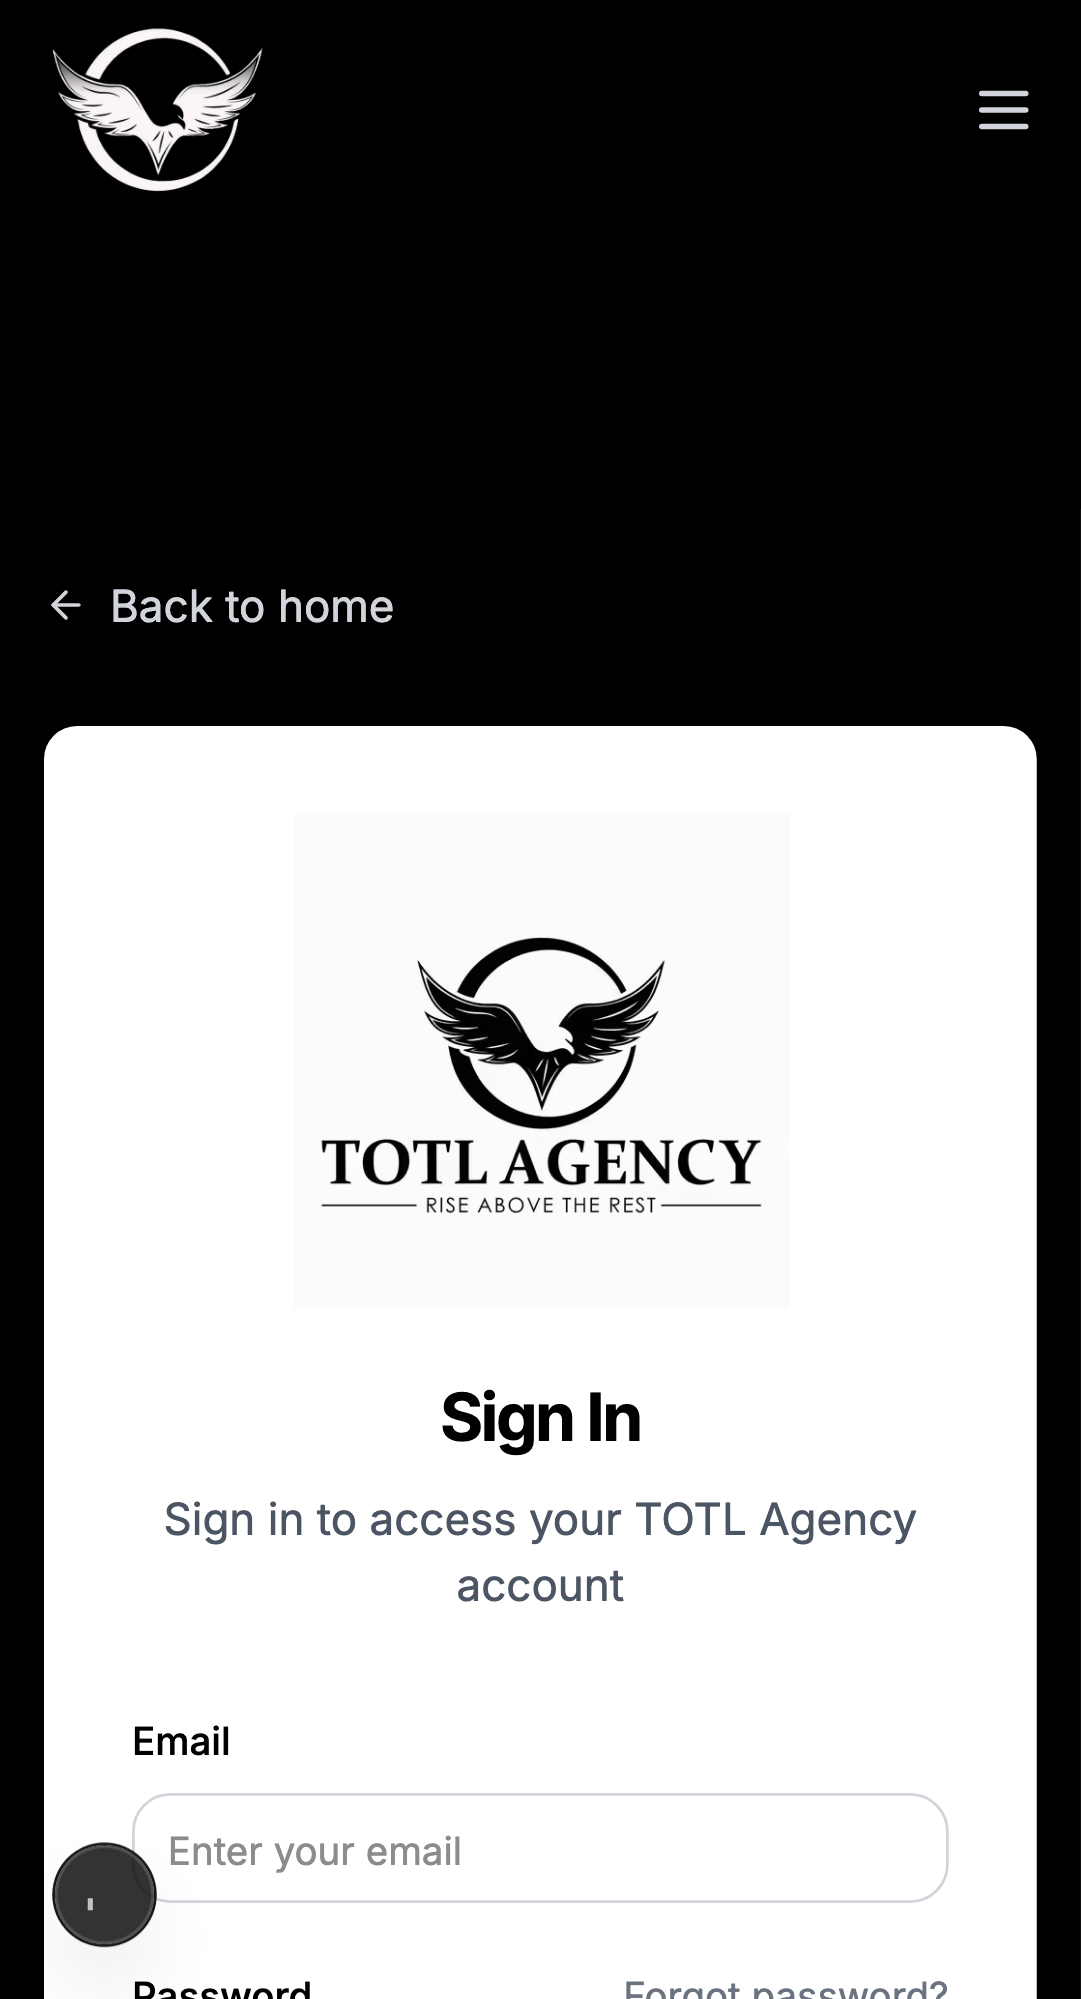 Back to home
TOTL AGENCY
RISE ABOVE THE REST
Sign In
Sign in to access your TOTL Agency
account
Email
Enter your email
Password
Forgot password?